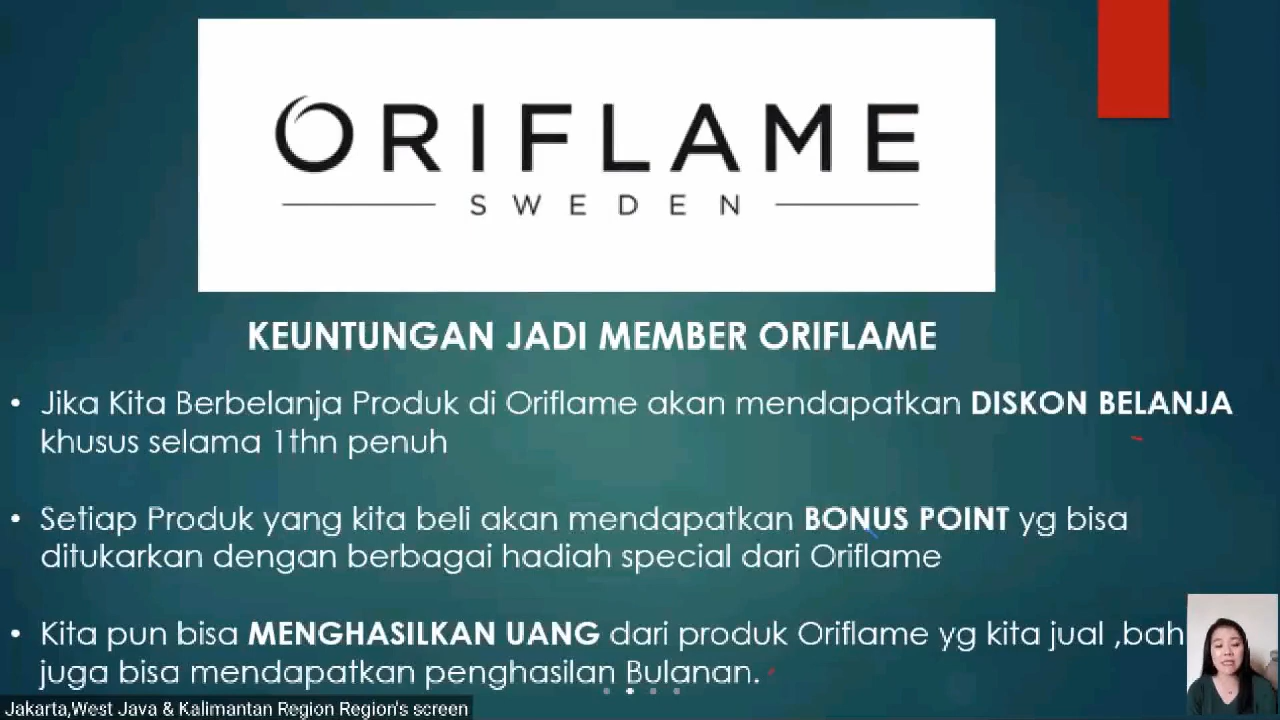 ORIFLAME
SWEDEN
KEUNTUNGAN JADI MEMBER ORIFLAME
• Jika Kita Berbelanja Produk di Oriflame akan mendapatkan DISKON BELANJA
khusus selama 1thn penuh
• Setiap Produk yang kita beli akan mendapatkan BONUS POINT yg bisa
ditukarkan dengan berbagai hadiah special dari Oriflame
• Kita pun bisa MENGHASILKAN UANG dari produk Oriflame yg kita jual ,bah
juga bisa mendapatkan penghasilan Bulanan.
Jakarta,West Java & Kalimantan Region Region's screen